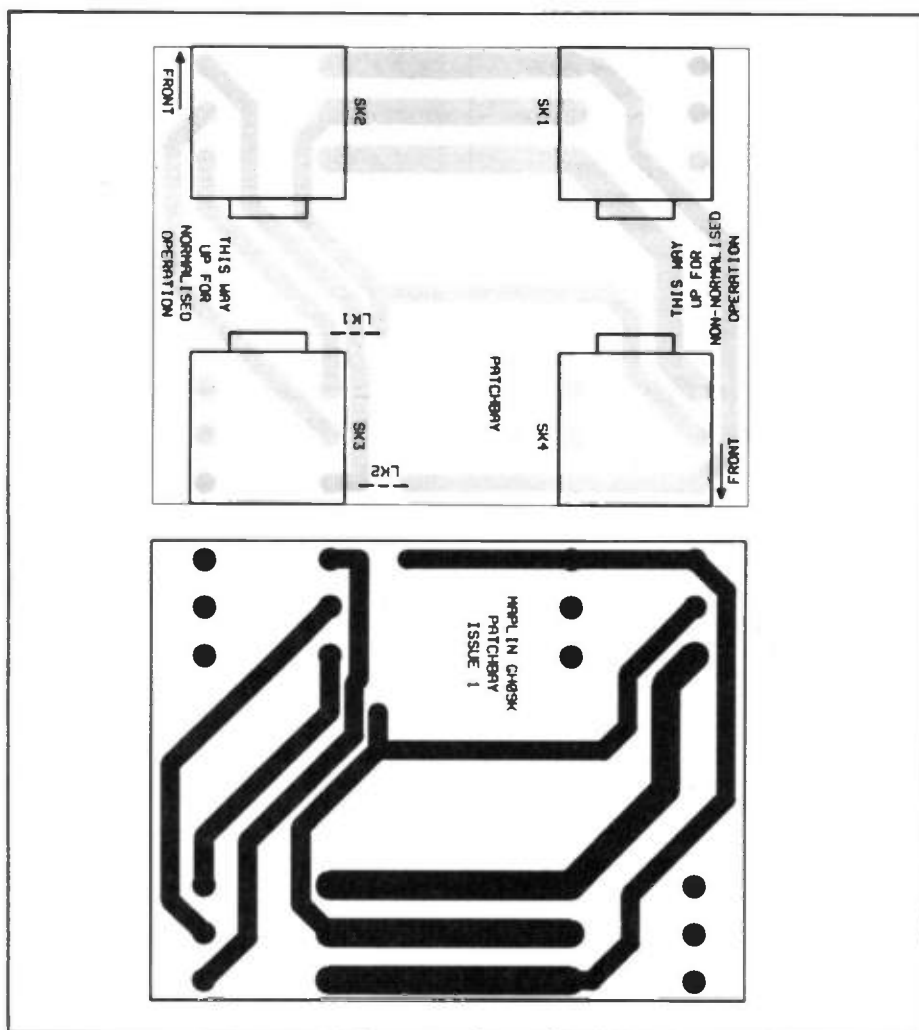 FRONT
SK2
SK1
THIS WAY
UP FOR
NORMALISED
OPERATION
THIS WAY
UP FOR
NON-NORMALISED
OPERATION
LK1
PATCHBAY
SK3
SK4
LK2
FRONT
MAPLIN GH09K
PATCHBAY
ISSUE 1